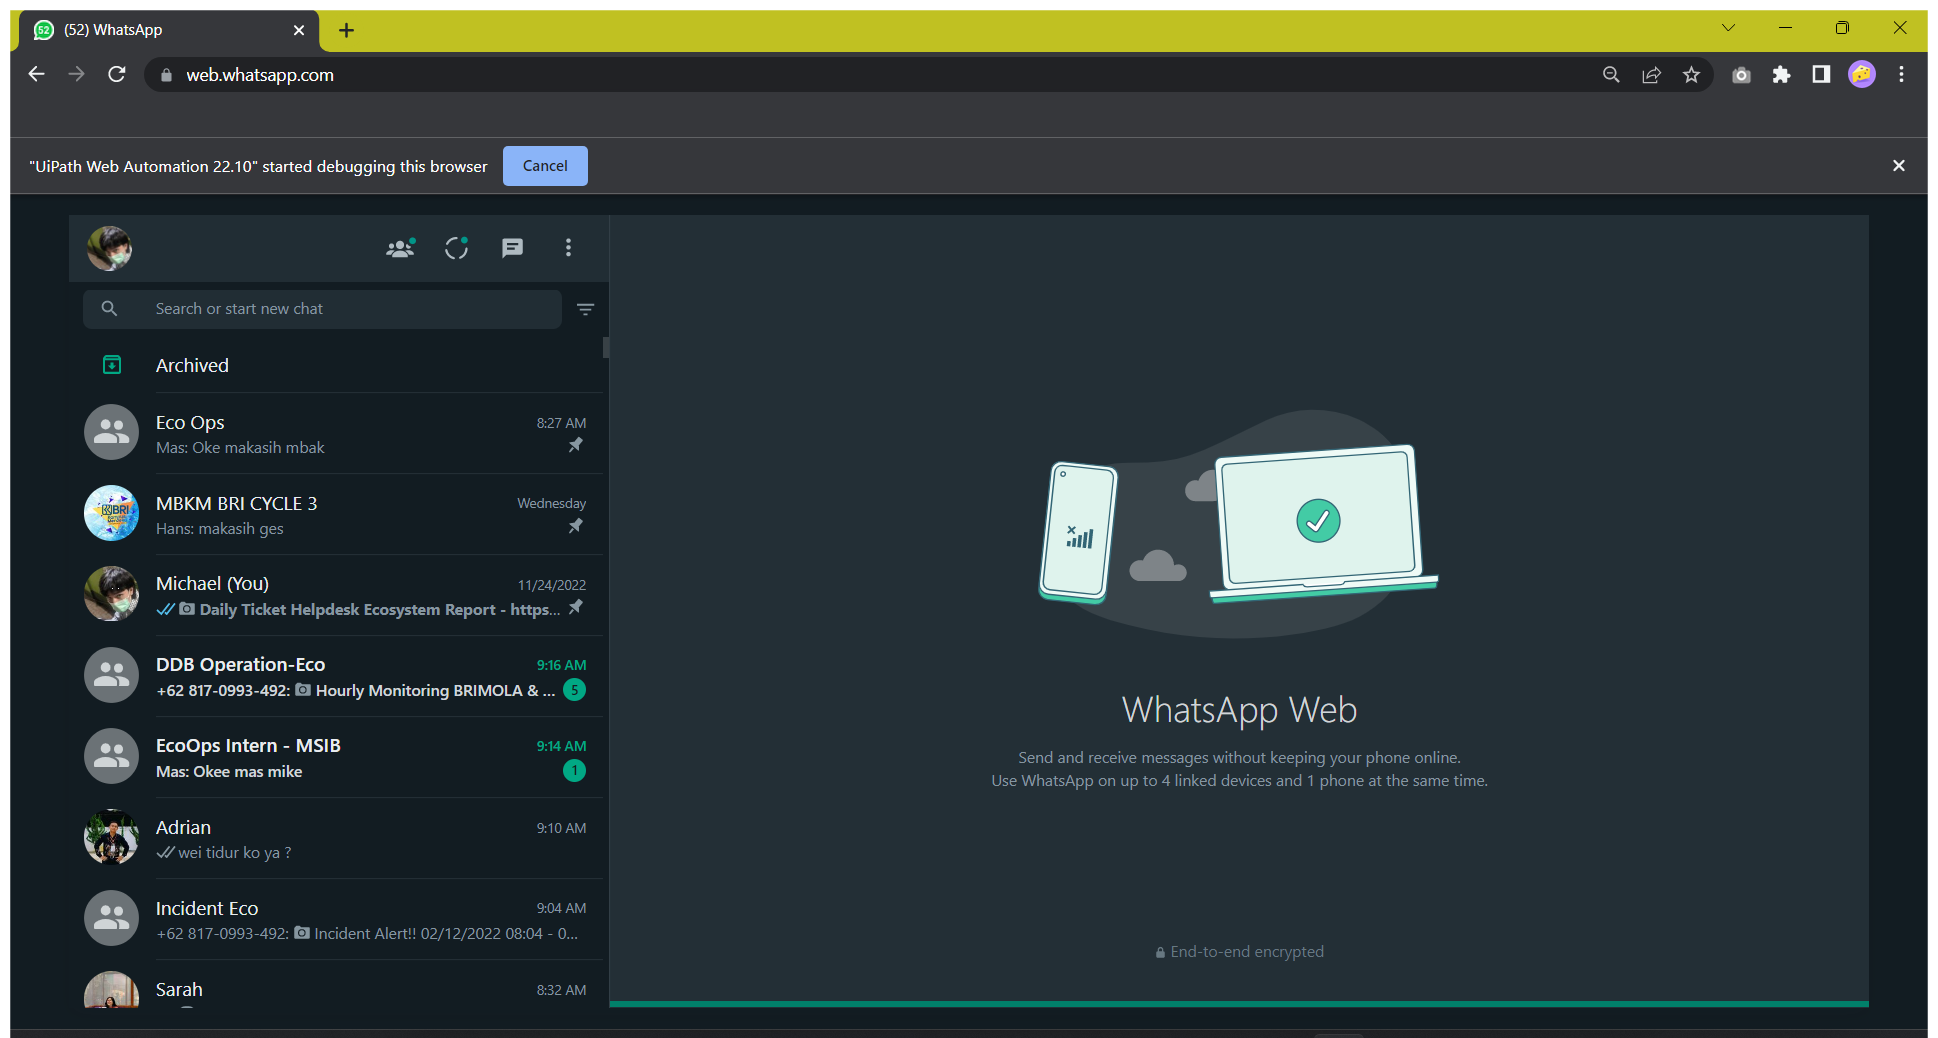 52
(52) WhatsApp
web.whatsapp.com
"UiPath Web Automation 22.10" started debugging this browser
Cancel
Search or start new chat
Archived
Eco Ops
8:27 AM
Mas: Oke makasih mbak
BRI
MBKM BRI CYCLE 3
Wednesday
Hans: makasih ges
Michael (You)
11/24/2022
Daily Ticket Helpdesk Ecosystem Report - https...
DDB Operation-Eco
9:16 AM
+62 817-0993-492: Hourly Monitoring BRIMOLA & ...
5
EcoOps Intern - MSIB
9:14 AM
Mas: Okee mas mike
1
Adrian
9:10 AM
wei tidur ko ya ?
Incident Eco
9:04 AM
+62 817-0993-492: Incident Alert!! 02/12/2022 08:04 - 0...
Sarah
8:32 AM
WhatsApp Web
Send and receive messages without keeping your phone online.
Use WhatsApp on up to 4 linked devices and 1 phone at the same time.
End-to-end encrypted